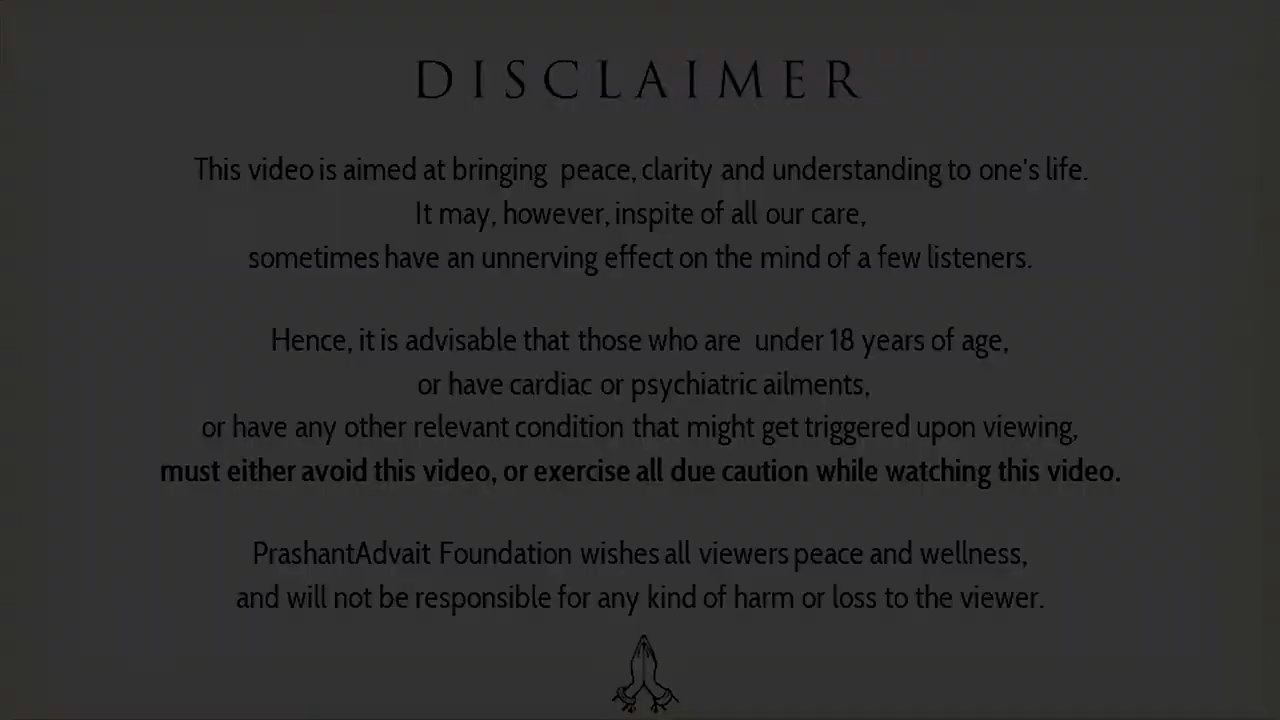 DISCLAIMER
This video is aimed at bringing peace, clarity and understanding to one's life.
It may, however, inspite of all our care,
sometimes have an unnerving effect on the mind of a few listeners.
Hence, it is advisable that those who are under 18 years of age,
or have cardiac or psychiatric ailments,
or have any other relevant condition that might get triggered upon viewing,
must either avoid this video, or exercise all due caution while watching this video.
PrashantAdvait Foundation wishes all viewers peace and wellness,
and will not be responsible for any kind of harm or loss to the viewer.